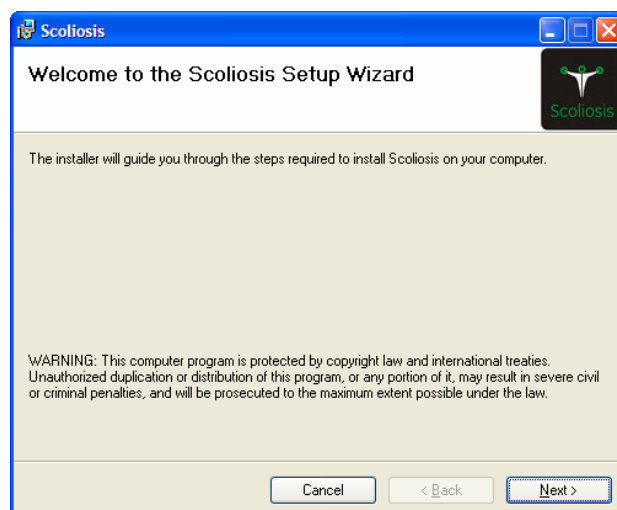 Scoliosis
Welcome to the Scoliosis Setup Wizard
Scoliosis
The installer will guide you through the steps required to install Scoliosis on your computer.
WARNING: This computer program is protected by copyright law and international treaties.
Unauthorized duplication or distribution of this program, or any portion of it, may result in severe civil
or criminal penalties, and will be prosecuted to the maximum extent possible under the law.
Cancel < Back Next >